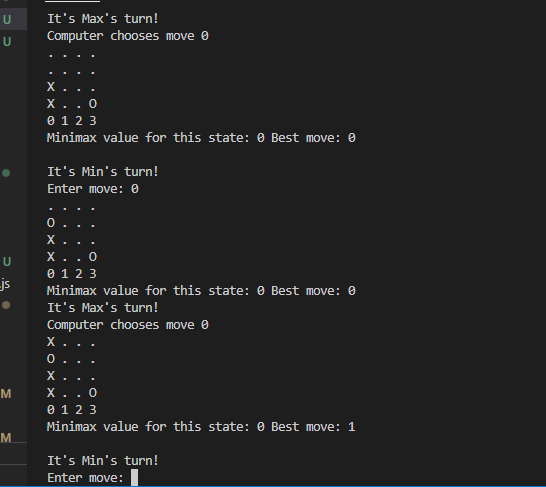 U
It's Max's turn!
U
Computer chooses move 0
. . . .
. . . .
X . . .
X . . O
0 1 2 3
Minimax value for this state: 0 Best move: 0
It's Min's turn!
Enter move: 0
. . . .
O . . .
X . . .
U
X . . O
0 1 2 3
.js
Minimax value for this state: 0 Best move: 0
It's Max's turn!
Computer chooses move 0
X . . .
O . . .
X . . .
M
X . . O
0 1 2 3
Minimax value for this state: 0 Best move: 1
M
It's Min's turn!
Enter move: